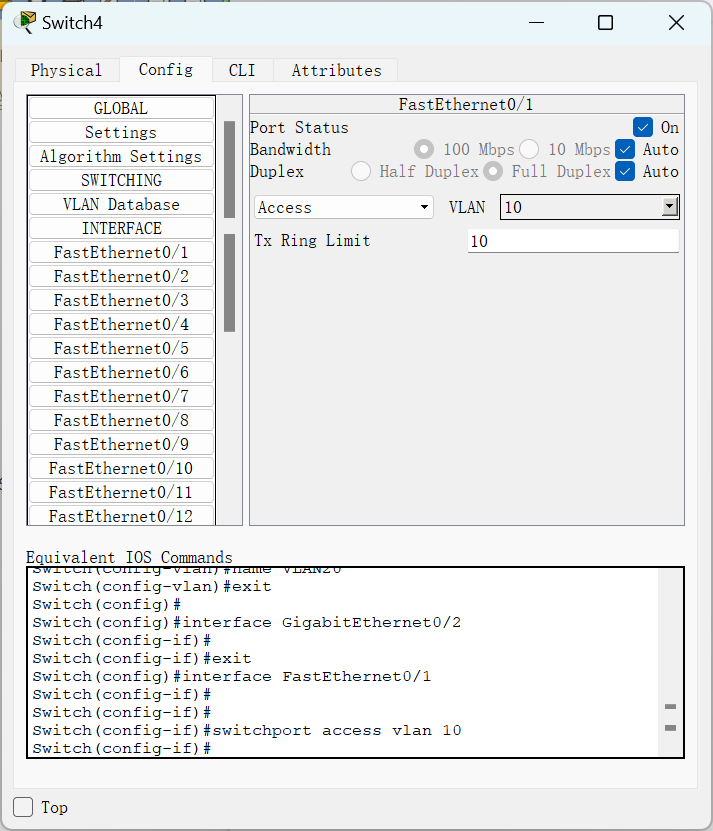 Switch4
Physical Config CLI Attributes
GLOBAL
Settings
Algorithm Settings
SWITCHING
VLAN Database
INTERFACE
FastEthernet0/1
FastEthernet0/2
FastEthernet0/3
FastEthernet0/4
FastEthernet0/5
FastEthernet0/6
FastEthernet0/7
FastEthernet0/8
FastEthernet0/9
FastEthernet0/10
FastEthernet0/11
FastEthernet0/12
FastEthernet0/1
Port Status On
Bandwidth 100 Mbps 10 Mbps Auto
Duplex Half Duplex Full Duplex Auto
Access VLAN 10
Tx Ring Limit 10
Equivalent IOS Commands
Switch(config-vlan)#name VLAN20
Switch(config-vlan)#exit
Switch(config)#
Switch(config)#interface GigabitEthernet0/2
Switch(config-if)#
Switch(config-if)#exit
Switch(config)#interface FastEthernet0/1
Switch(config-if)#
Switch(config-if)#
Switch(config-if)#switchport access vlan 10
Switch(config-if)#
Top